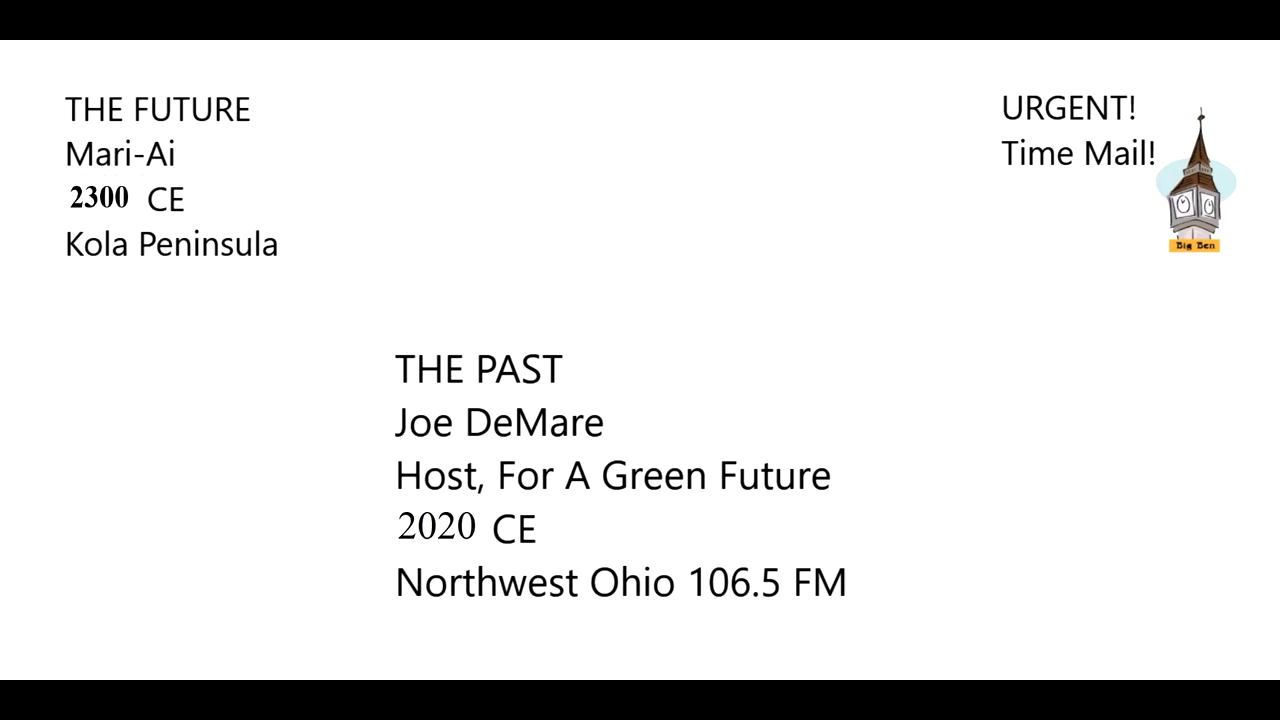 THE FUTURE
Mari-Ai
2300 CE
Kola Peninsula
URGENT!
Time Mail!
Big Ben
THE PAST
Joe DeMare
Host, For A Green Future
2020 CE
Northwest Ohio 106.5 FM